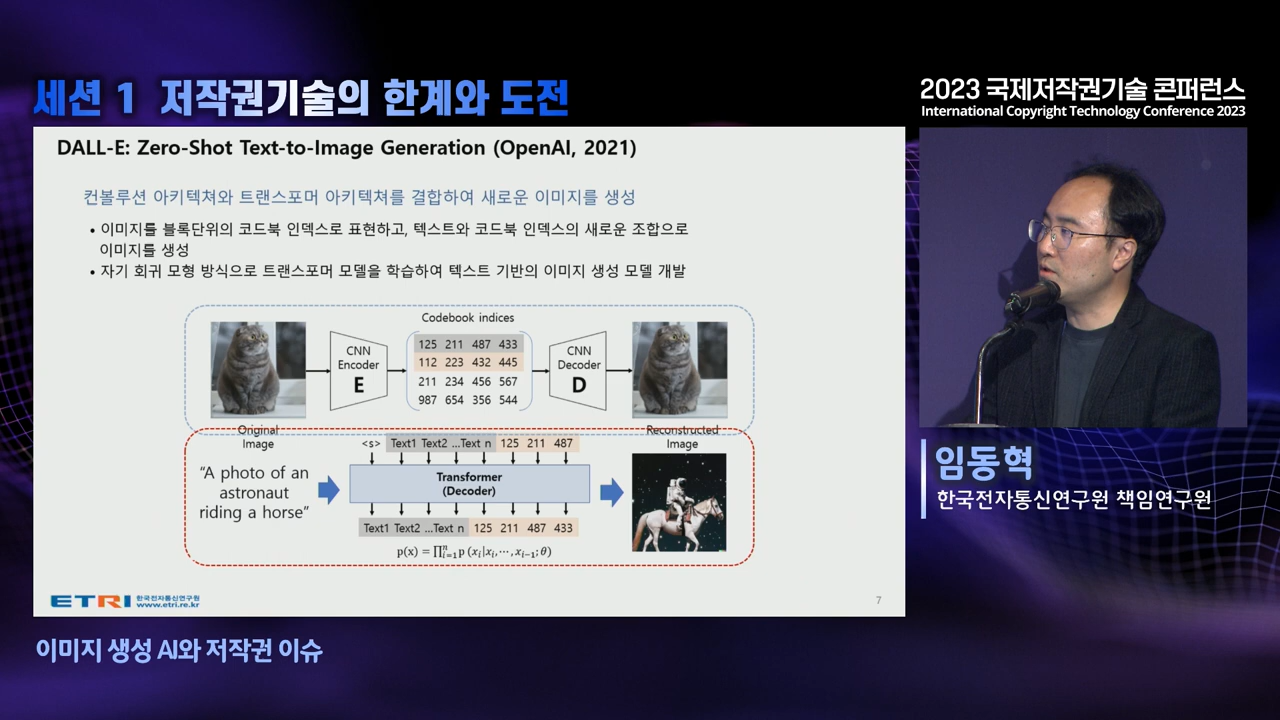 세션 1 저작권기술의 한계와 도전
2023 국제저작권기술 콘퍼런스
International Copyright Technology Conference 2023
DALL-E: Zero-Shot Text-to-Image Generation (OpenAI, 2021)
컨볼루션 아키텍쳐와 트랜스포머 아키텍쳐를 결합하여 새로운 이미지를 생성
• 이미지를 블록단위의 코드북 인덱스로 표현하고, 텍스트와 코드북 인덱스의 새로운 조합으로
이미지를 생성
• 자기 회귀 모형 방식으로 트랜스포머 모델을 학습하여 텍스트 기반의 이미지 생성 모델 개발
Codebook indices
CNN
Encoder
E
125 211 487 433
112 223 432 445
211 234 456 567
987 654 356 544
CNN
Decoder
D
Original
Image
Reconstructed
Image
<s> Text1 Text2 ...Text n 125 211 487
"A photo of an
astronaut
riding a horse"
Transformer
(Decoder)
Text1 Text2 ...Text n 125 211 487 433
p(x) = ∏ⁿᵢ₌₁p (xᵢ|xᵢ,⋯,xᵢ₋₁;θ)
ETRI 한국전자통신연구원
www.etri.re.kr
7
임동혁
한국전자통신연구원 책임연구원
이미지 생성 AI와 저작권 이슈